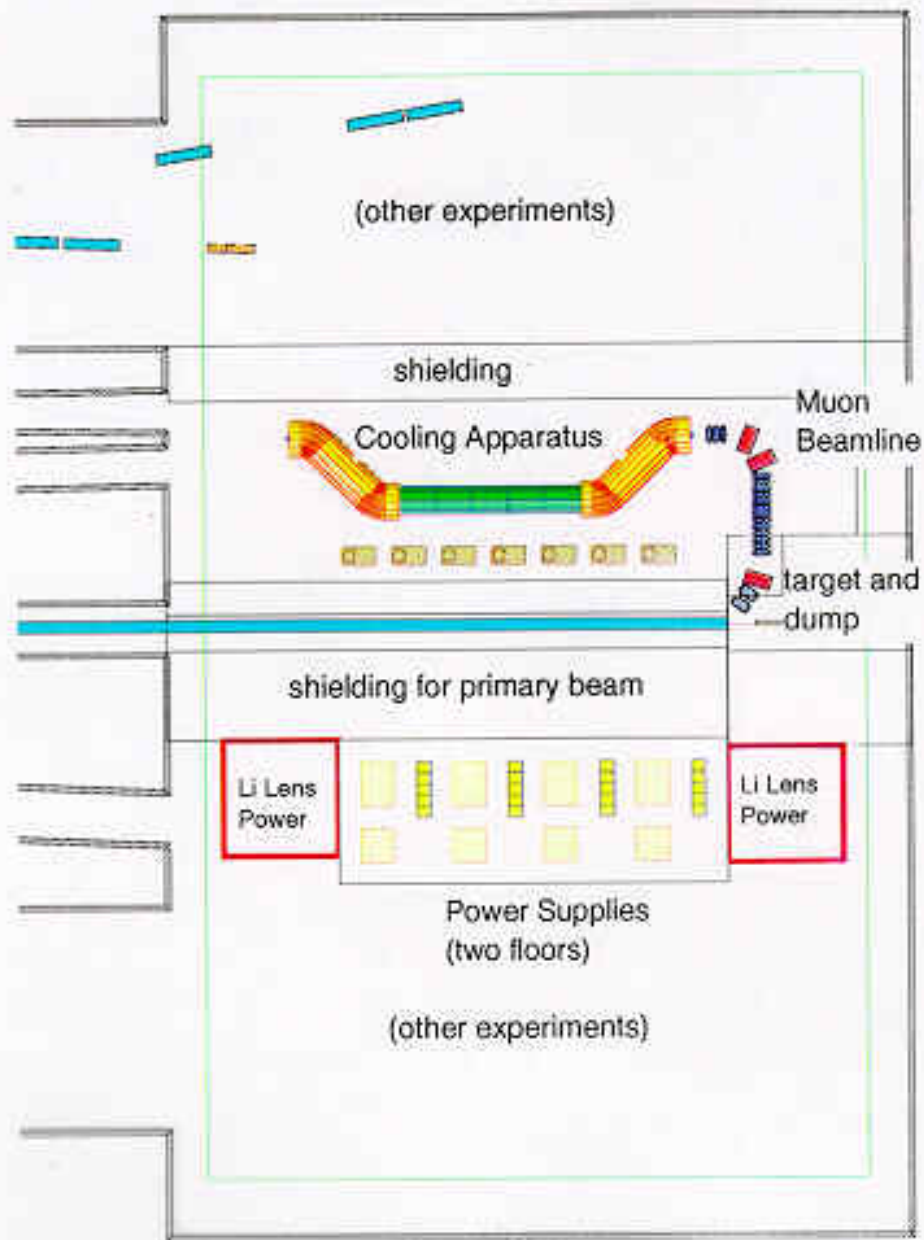 (other experiments)
shielding
Cooling Apparatus
Muon
Beamline
target and
dump
shielding for primary beam
Li Lens
Power
Li Lens
Power
Power Supplies
(two floors)
(other experiments)